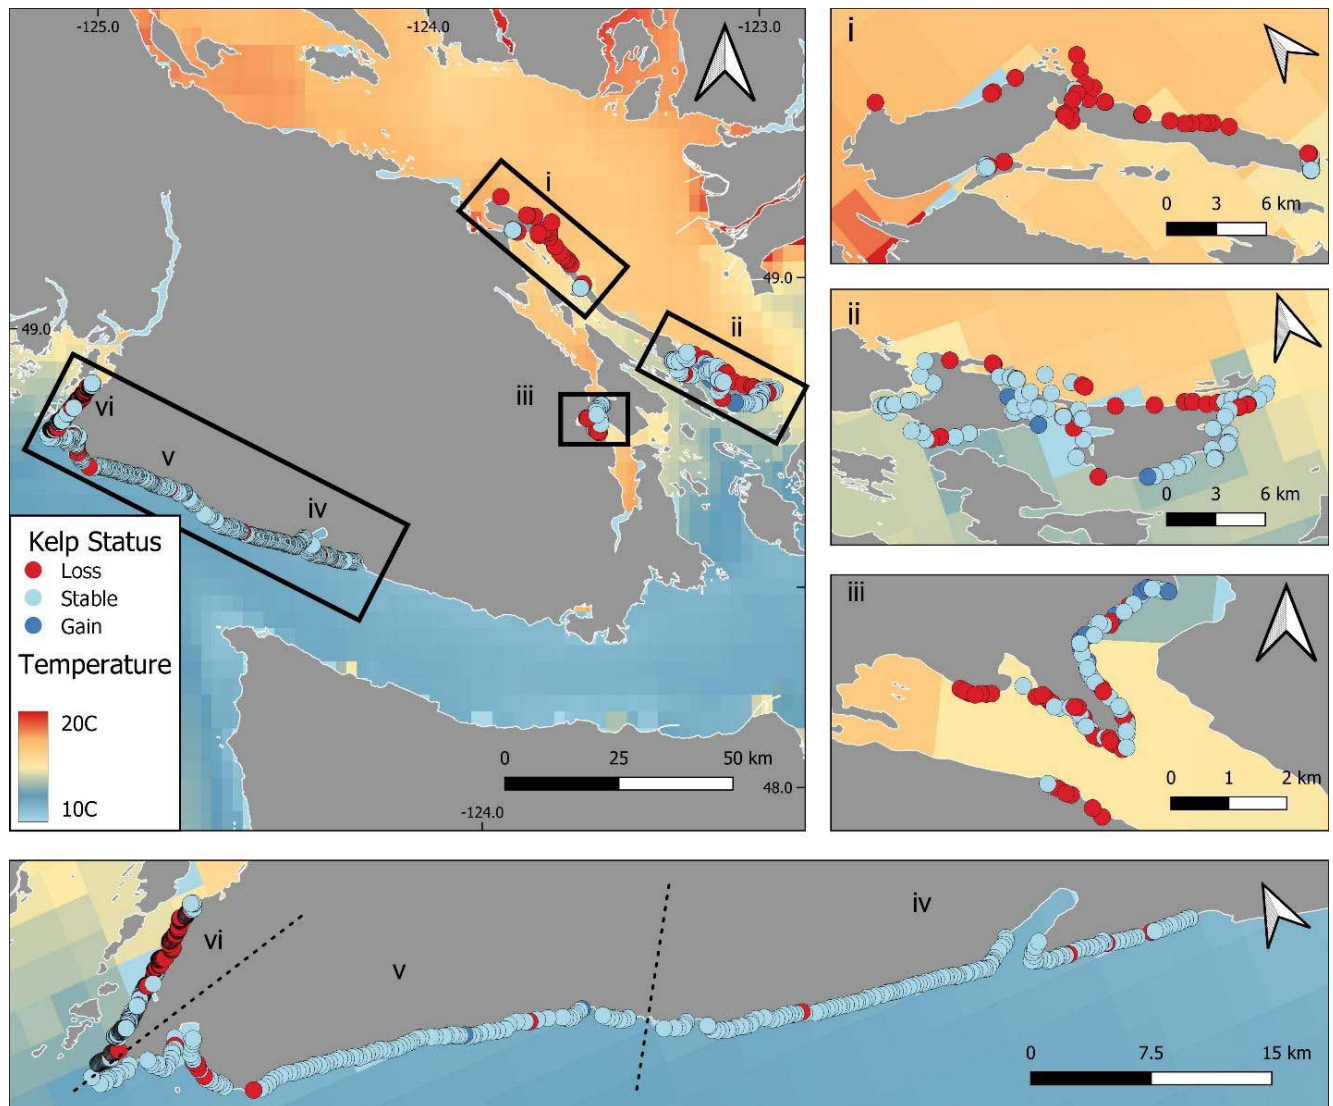 -125.0
-124.0
-123.0
i
ii
iii
49.0
49.0
vi
v
iv
Kelp Status
Loss
Stable
Gain
Temperature
20C
10C
0 25 50 km
48.0
-124.0
i
0 3 6 km
ii
0 3 6 km
iii
0 1 2 km
vi
v
iv
0 7.5 15 km